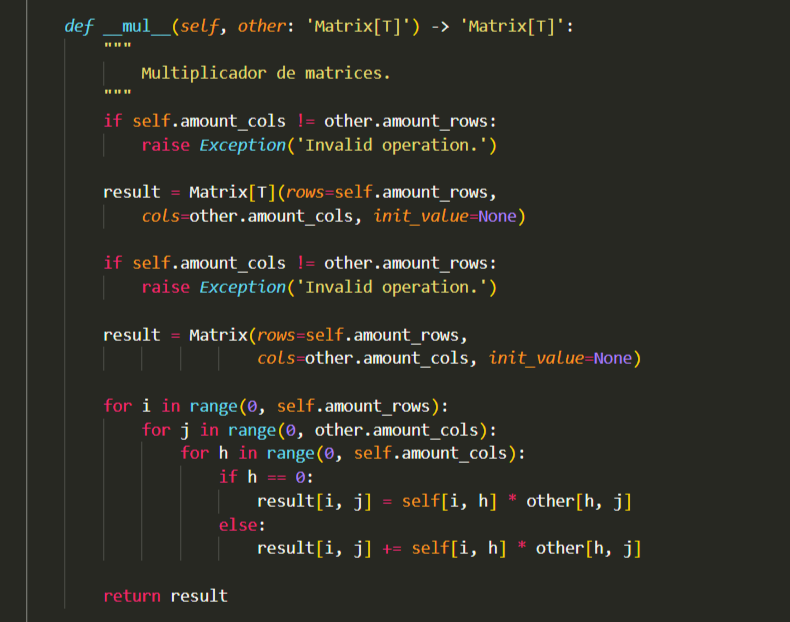 def __mul__(self, other: 'Matrix[T]') -> 'Matrix[T]':
"""
Multiplicador de matrices.
"""
if self.amount_cols != other.amount_rows:
raise Exception('Invalid operation.')
result = Matrix[T](rows=self.amount_rows,
cols=other.amount_cols, init_value=None)
if self.amount_cols != other.amount_rows:
raise Exception('Invalid operation.')
result = Matrix(rows=self.amount_rows,
cols=other.amount_cols, init_value=None)
for i in range(0, self.amount_rows):
for j in range(0, other.amount_cols):
for h in range(0, self.amount_cols):
if h == 0:
result[i, j] = self[i, h] * other[h, j]
else:
result[i, j] += self[i, h] * other[h, j]
return result